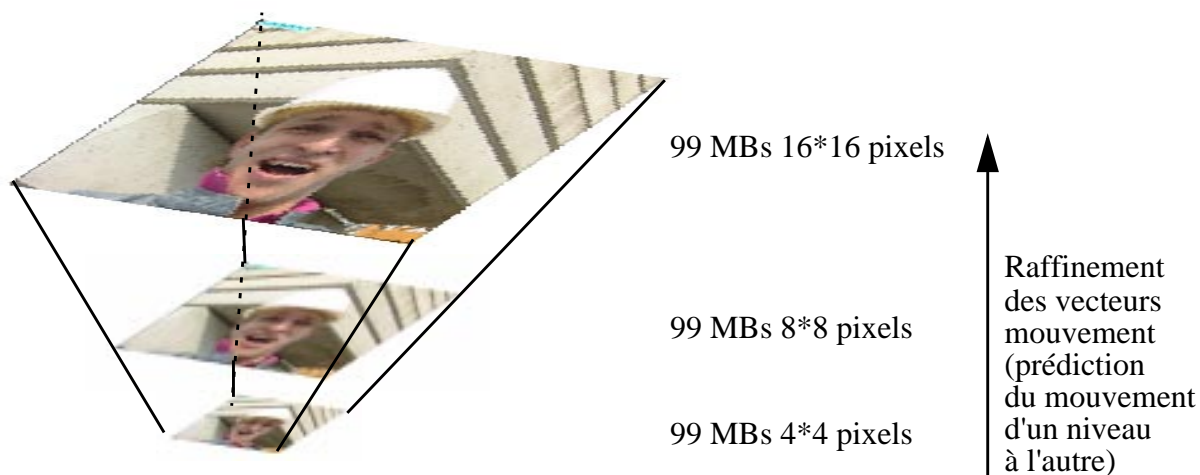 99 MBs 16*16 pixels
99 MBs 8*8 pixels
99 MBs 4*4 pixels
Raffinement
des vecteurs
mouvement
(prédiction
du mouvement
d'un niveau
à l'autre)